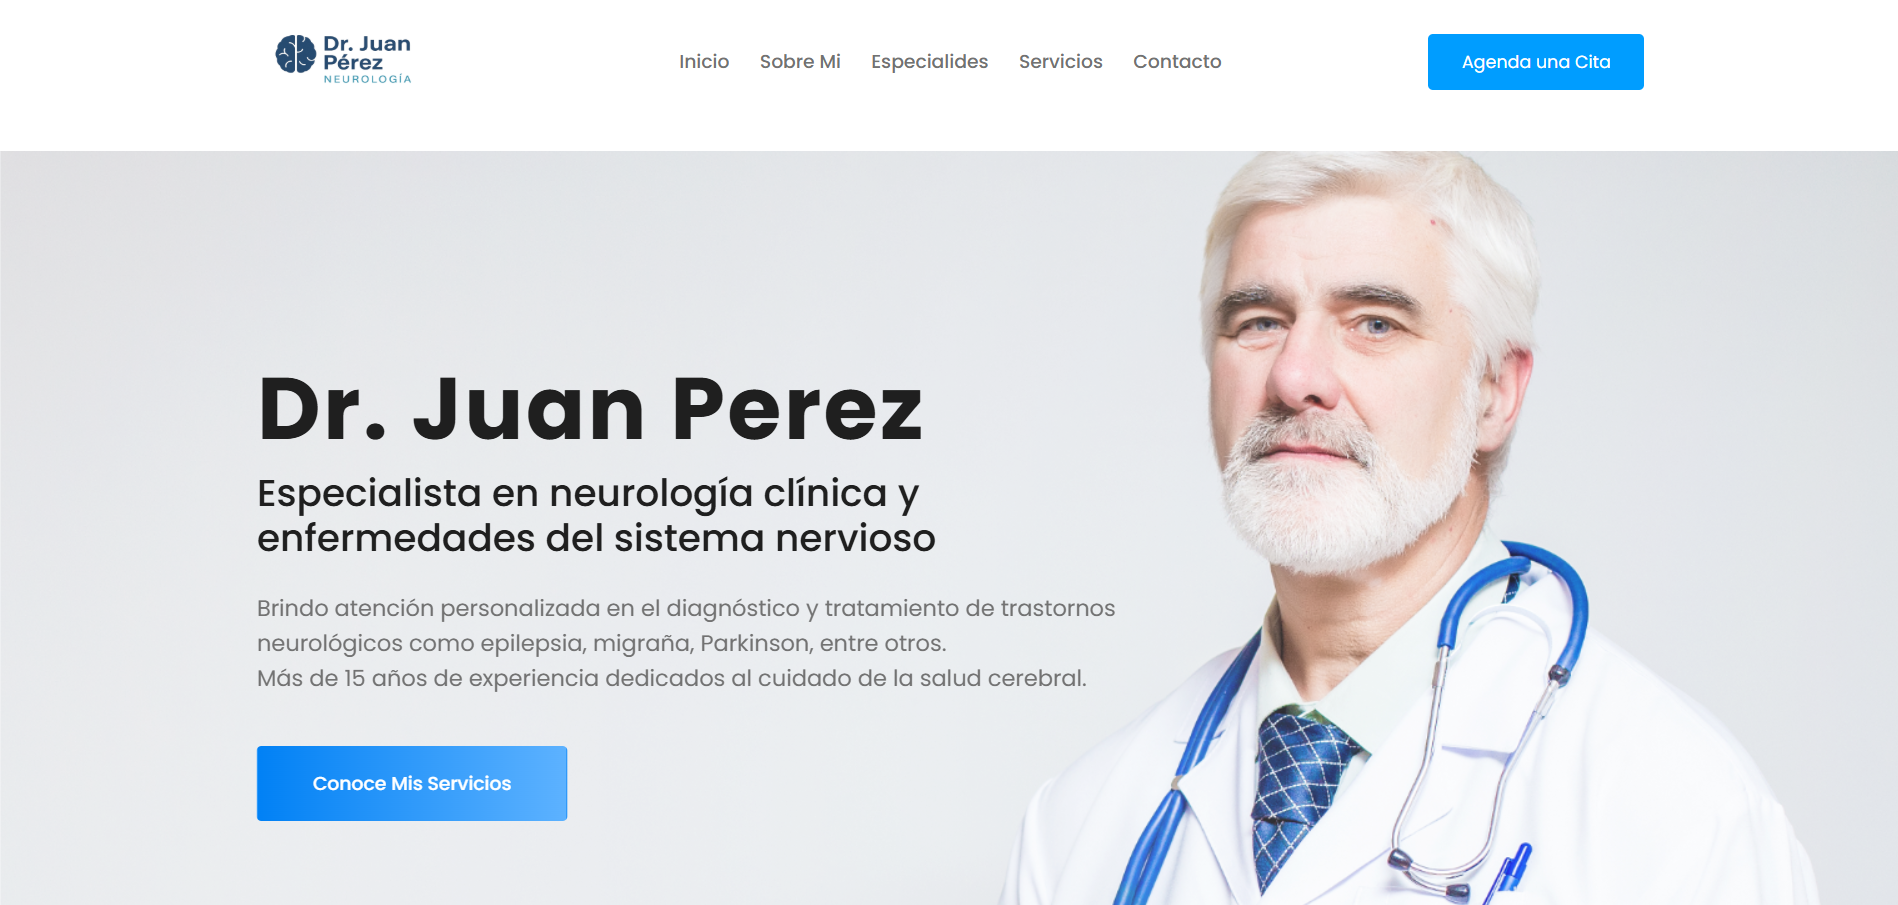 Dr. Juan
Pérez
NEUROLOGÍA
Inicio
Sobre Mi
Especialides
Servicios
Contacto
Agenda una Cita
Dr. Juan Perez
Especialista en neurología clínica y
enfermedades del sistema nervioso
Brindo atención personalizada en el diagnóstico y tratamiento de trastornos
neurológicos como epilepsia, migraña, Parkinson, entre otros.
Más de 15 años de experiencia dedicados al cuidado de la salud cerebral.
Conoce Mis Servicios